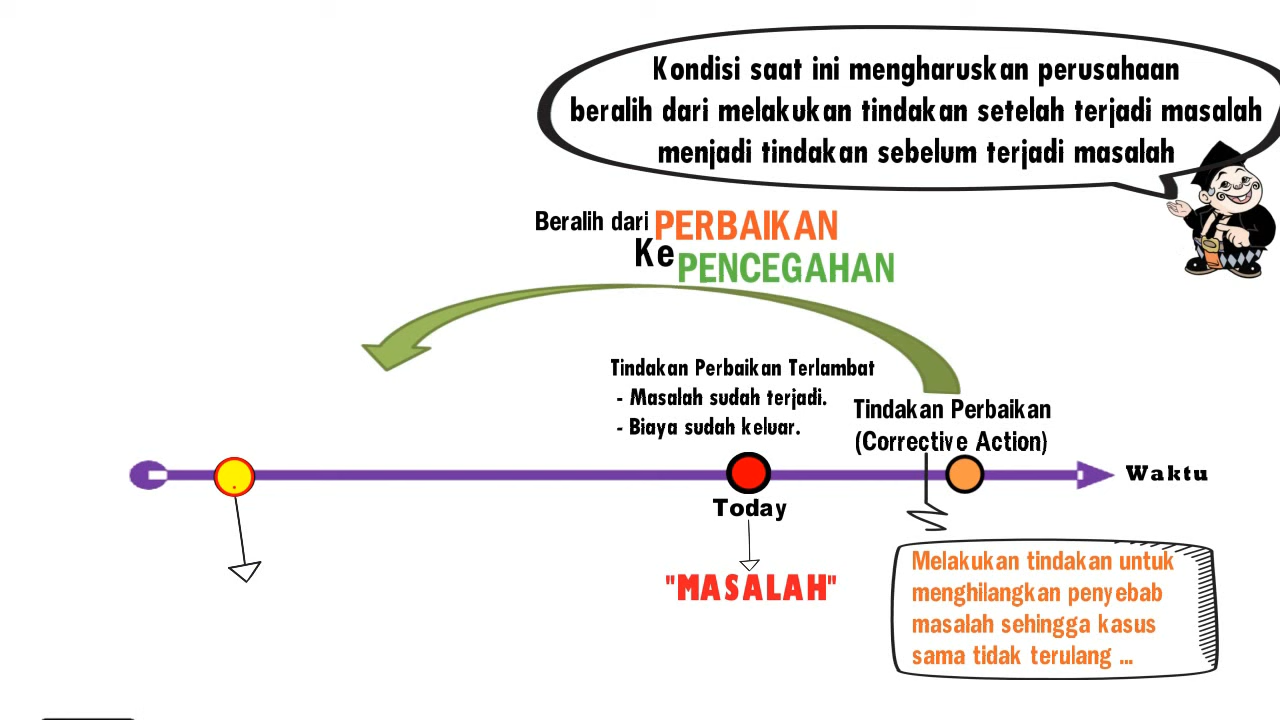 Kondisi saat ini mengharuskan perusahaan
beralih dari melakukan tindakan setelah terjadi masalah
menjadi tindakan sebelum terjadi masalah
Beralih dari PERBAIKAN
Ke PENCEGAHAN
Tindakan Perbaikan Terlambat
- Masalah sudah terjadi.
- Biaya sudah keluar.
Tindakan Perbaikan
(Corrective Action)
Waktu
Today
"MASALAH"
Melakukan tindakan untuk
menghilangkan penyebab
masalah sehingga kasus
sama tidak terulang ...